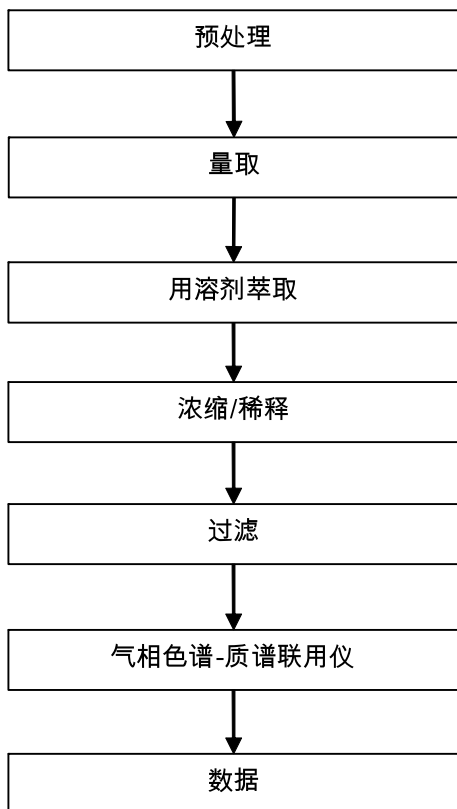 预处理
量取
用溶剂萃取
浓缩/稀释
过滤
气相色谱-质谱联用仪
数据